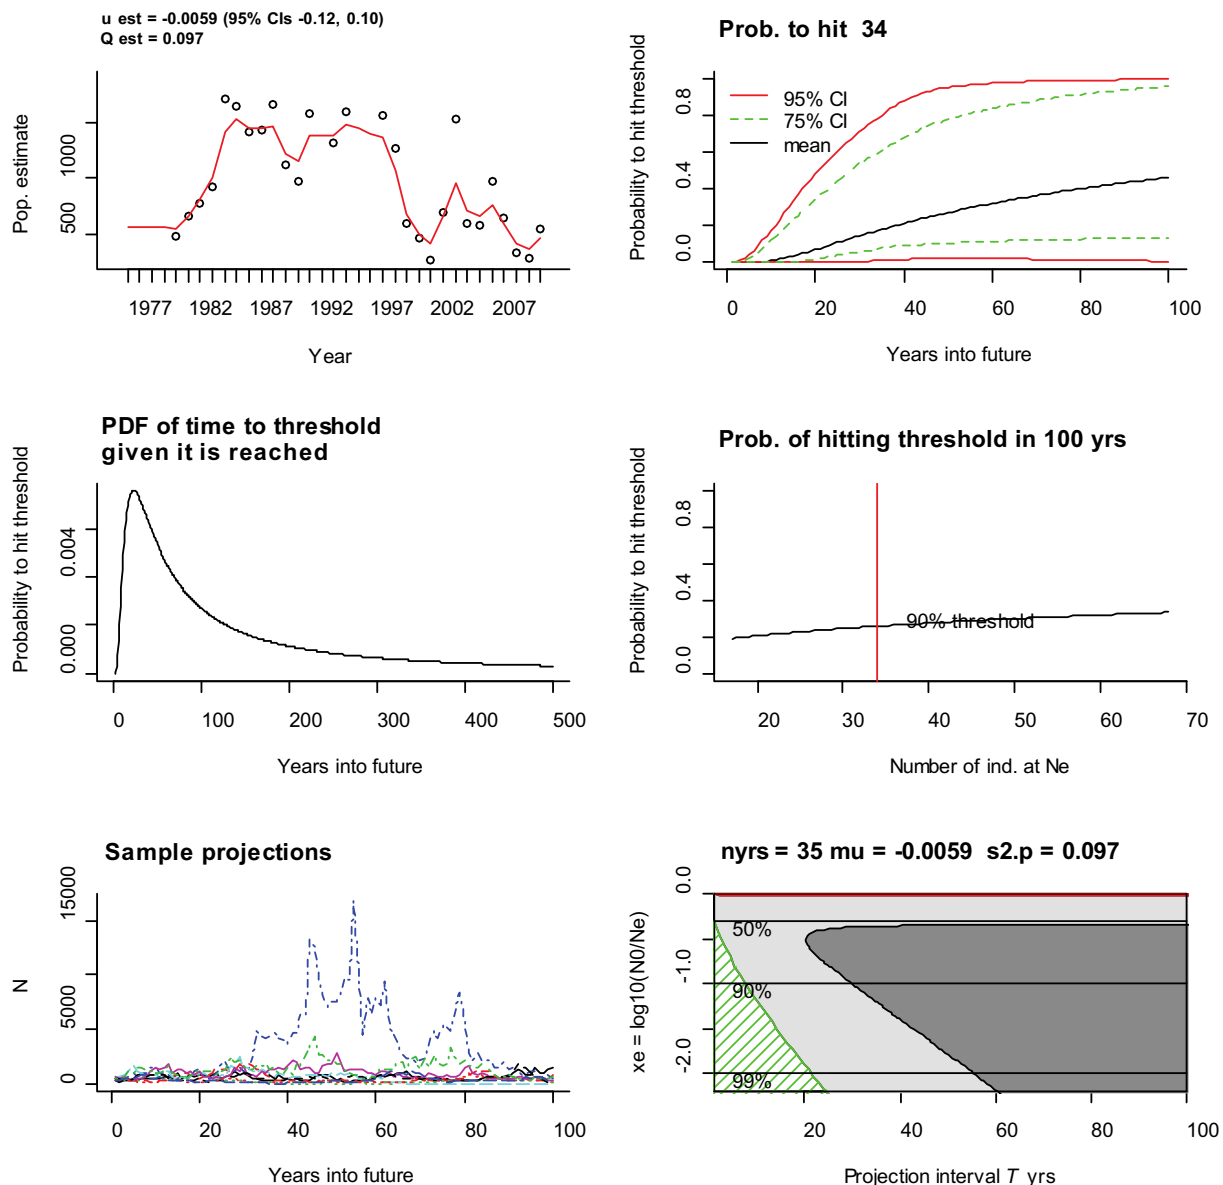 u est = -0.0059 (95% CIs -0.12, 0.10)
Q est = 0.097
Pop. estimate
1000
500
1977 1982 1987 1992 1997 2002 2007
Year
Prob. to hit 34
Probability to hit threshold
0.8
0.4
0.0
95% CI
75% CI
mean
0 20 40 60 80 100
Years into future
PDF of time to threshold
given it is reached
Probability to hit threshold
0.004
0.000
0 100 200 300 400 500
Years into future
Prob. of hitting threshold in 100 yrs
Probability to hit threshold
0.8
0.4
0.0
90% threshold
20 30 40 50 60 70
Number of ind. at Ne
Sample projections
N
15000
5000
0
0 20 40 60 80 100
Years into future
nyrs = 35 mu = -0.0059 s2.p = 0.097
xe = log10(N0/Ne)
0.0
-1.0
-2.0
50%
90%
99%
0 20 40 60 80 100
Projection interval T yrs